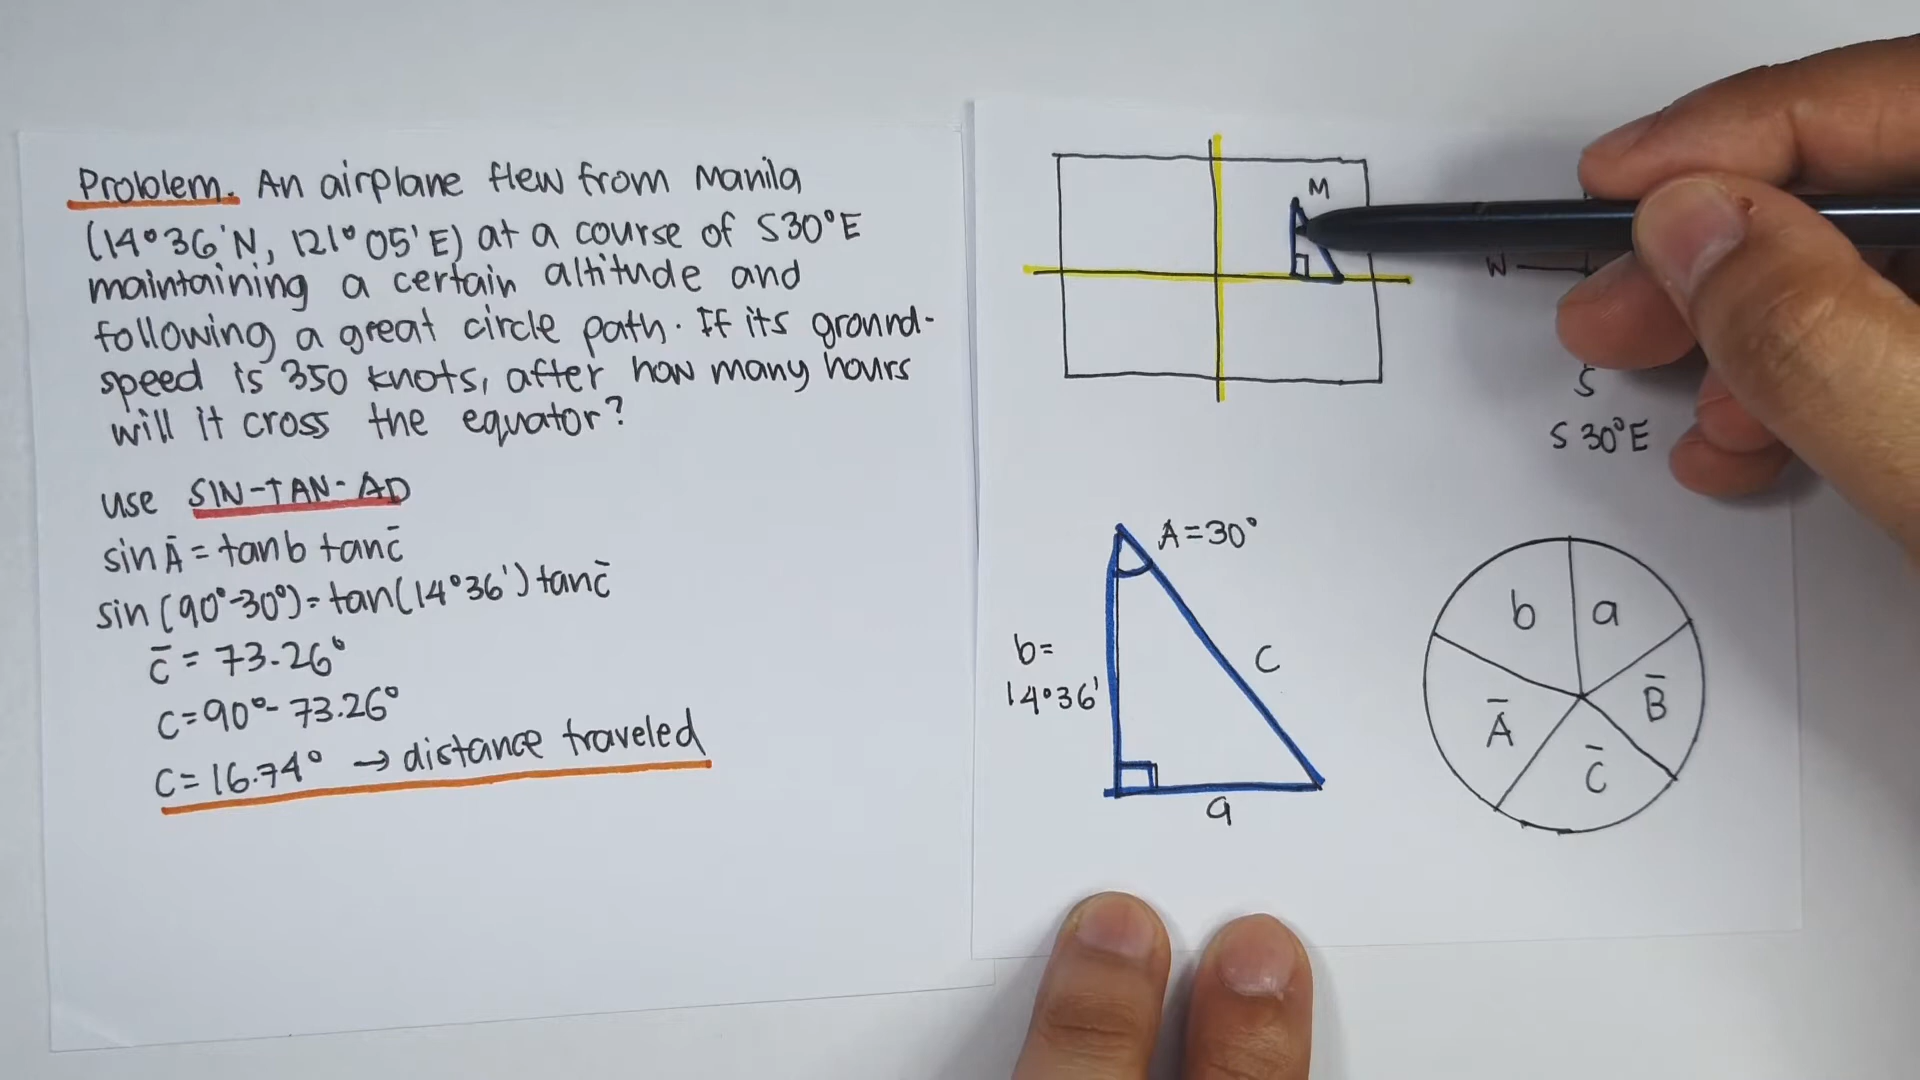 Problem. An airplane flew from Manila
(14°36'N, 121°05'E) at a course of S30°E
maintaining a certain altitude and
following a great circle path. If its ground-
speed is 350 knots, after how many hours
will it cross the equator?
use SIN-TAN-AD
sin Ā = tan b tan c̄
sin (90°-30°) = tan(14°36') tan c̄
c̄ = 73.26°
c = 90° - 73.26°
c = 16.74° → distance traveled
M
W
S
S 30°E
A = 30°
b =
14°36'
c
a
b
a
Ā
B̄
c̄